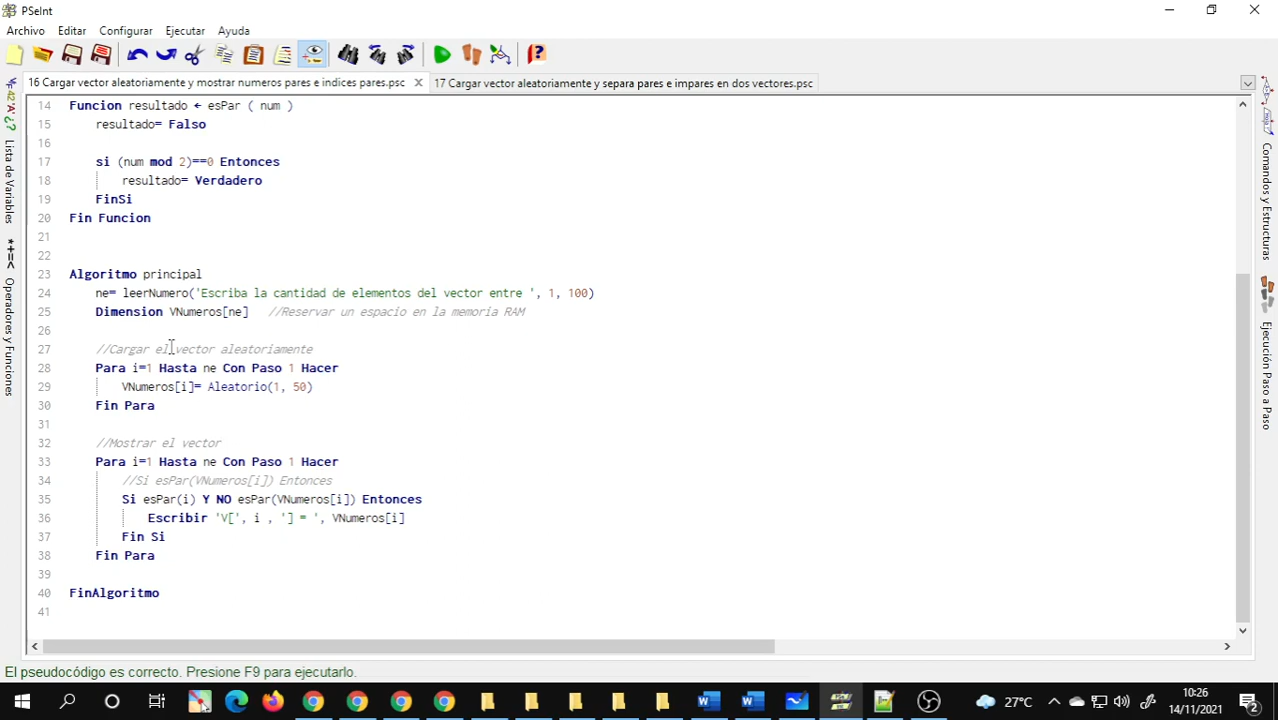 PSeInt
Archivo Editar Configurar Ejecutar Ayuda
16 Cargar vector aleatoriamente y mostrar numeros pares e indices pares.psc
17 Cargar vector aleatoriamente y separa pares e impares en dos vectores.psc
Lista de Variables
Operadores y Funciones
14 Funcion resultado ← esPar ( num )
15 resultado= Falso
16
17 si (num mod 2)==0 Entonces
18 resultado= Verdadero
19 FinSi
20 Fin Funcion
21
22
23 Algoritmo principal
24 ne= leerNumero('Escriba la cantidad de elementos del vector entre ', 1, 100)
25 Dimension VNumeros[ne] //Reservar un espacio en la memoria RAM
26
27 //Cargar el vector aleatoriamente
28 Para i=1 Hasta ne Con Paso 1 Hacer
29 VNumeros[i]= Aleatorio(1, 50)
30 Fin Para
31
32 //Mostrar el vector
33 Para i=1 Hasta ne Con Paso 1 Hacer
34 //Si esPar(VNumeros[i]) Entonces
35 Si esPar(i) Y NO esPar(VNumeros[i]) Entonces
36 Escribir 'V[', i , '] = ', VNumeros[i]
37 Fin Si
38 Fin Para
39
40 FinAlgoritmo
41
Comandos y Estructuras
Ejecución Paso a Paso
El pseudocódigo es correcto. Presione F9 para ejecutarlo.
27°C
10:26
14/11/2021
2